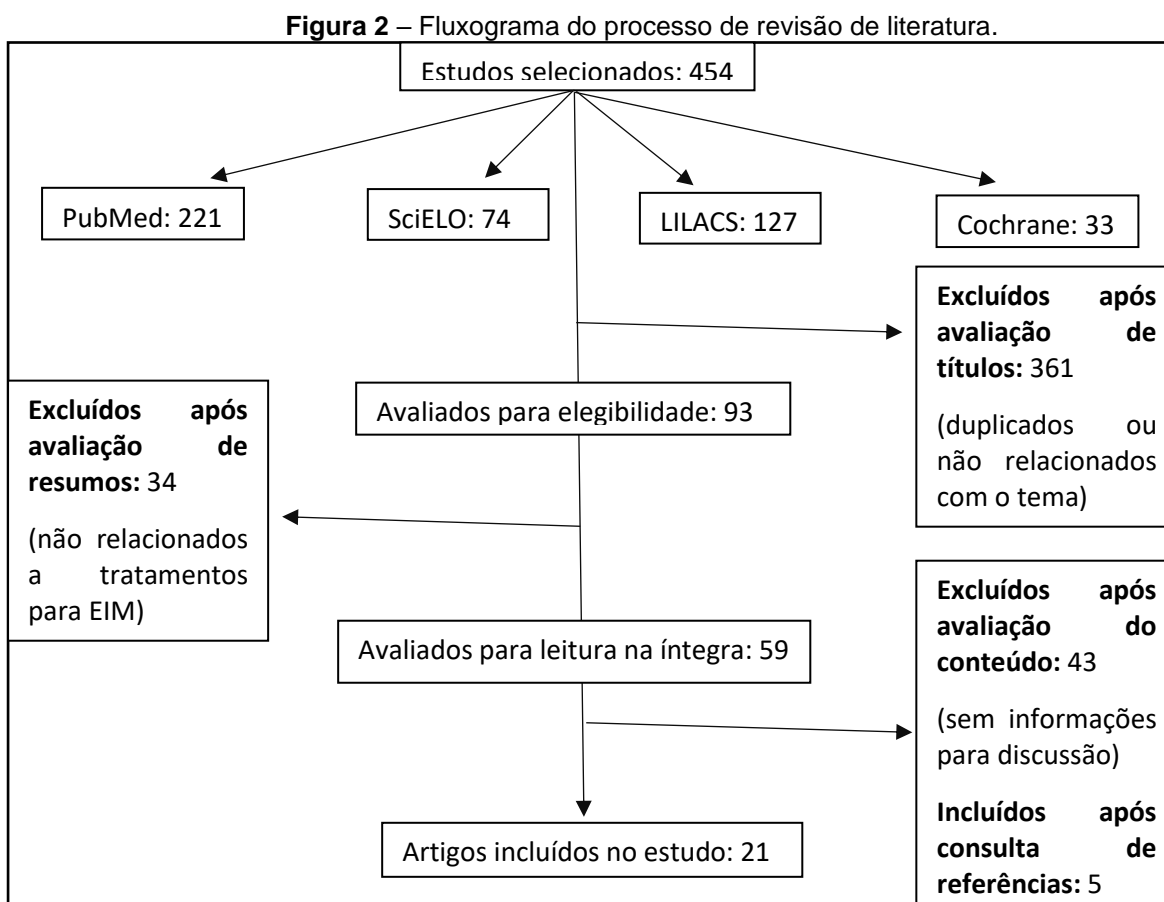 Figura 2 – Fluxograma do processo de revisão de literatura.
Estudos selecionados: 454
PubMed: 221
SciELO: 74
LILACS: 127
Cochrane: 33
Excluídos após
avaliação de
títulos: 361
(duplicados ou
não relacionados
com o tema)
Avaliados para elegibilidade: 93
Excluídos após
avaliação de
resumos: 34
(não relacionados
a tratamentos
para EIM)
Avaliados para leitura na íntegra: 59
Excluídos após
avaliação do
conteúdo: 43
(sem informações
para discussão)
Incluídos após
consulta de
referências: 5
Artigos incluídos no estudo: 21